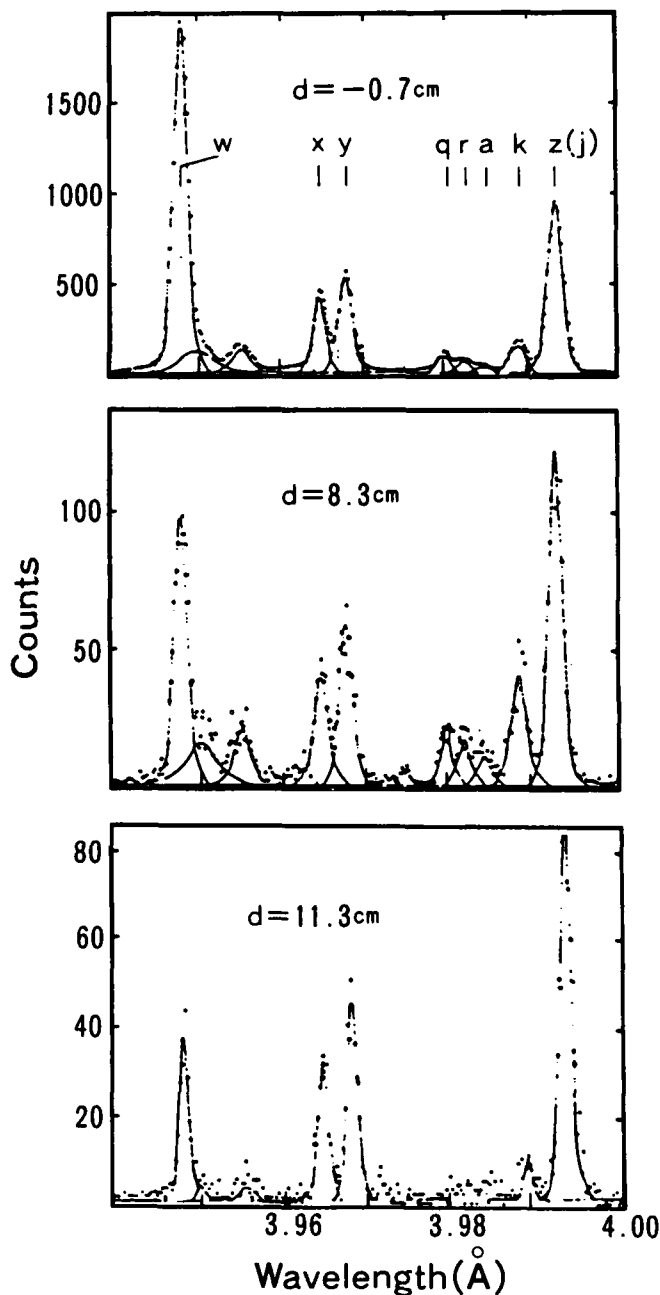 d=-0.7cm
1500
w
x
y
q
r
a
k
z(j)
1000
500
d=8.3cm
100
50
Counts
80
d=11.3cm
60
40
20
3.96
3.98
4.00
Wavelength(Å)